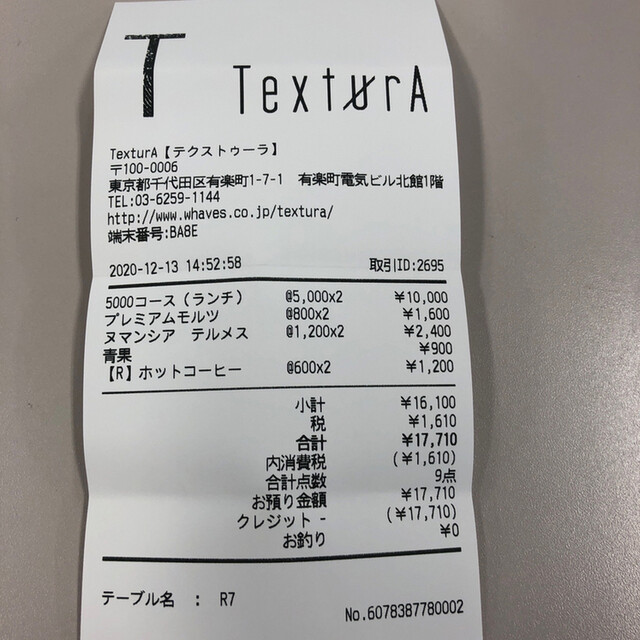 T TexturA
TexturA【テクストゥーラ】
〒100-0006
東京都千代田区有楽町1-7-1 有楽町電気ビル北館1階
TEL:03-6259-1144
http://www.whaves.co.jp/textura/
端末番号:BA8E
2020-12-13 14:52:58 取引ID:2695
5000コース(ランチ) @5,000x2 ¥10,000
プレミアムモルツ @800x2 ¥1,600
ヌマンシア テルメス @1,200x2 ¥2,400
青果 ¥900
【R】ホットコーヒー @600x2 ¥1,200
小計 ¥16,100
税 ¥1,610
合計 ¥17,710
内消費税 (¥1,610)
合計点数 9点
お預り金額 ¥17,710
クレジット - (¥17,710)
お釣り ¥0
テーブル名 : R7
No.6078387780002